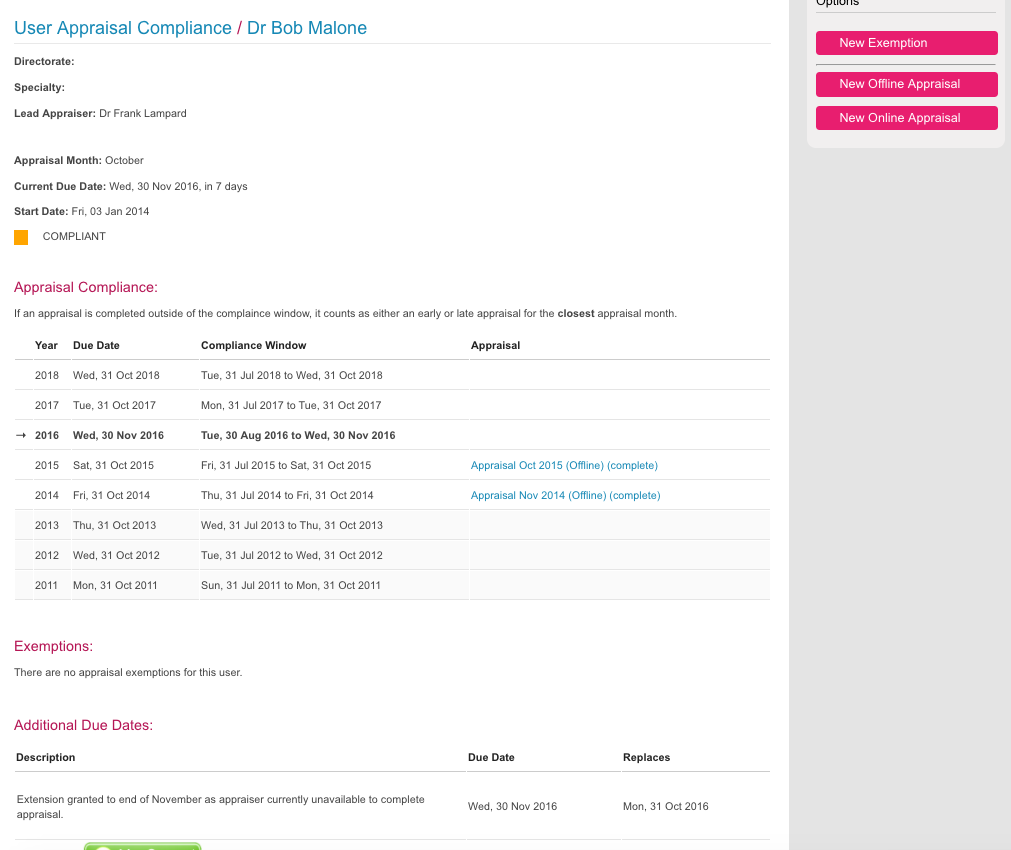 User Appraisal Compliance / Dr Bob Malone
Directorate:
Specialty:
Lead Appraiser: Dr Frank Lampard
Appraisal Month: October
Current Due Date: Wed, 30 Nov 2016, in 7 days
Start Date: Fri, 03 Jan 2014
COMPLIANT
Appraisal Compliance:
If an appraisal is completed outside of the complaince window, it counts as either an early or late appraisal for the closest appraisal month.
Year Due Date Compliance Window Appraisal
2018 Wed, 31 Oct 2018 Tue, 31 Jul 2018 to Wed, 31 Oct 2018
2017 Tue, 31 Oct 2017 Mon, 31 Jul 2017 to Tue, 31 Oct 2017
→ 2016 Wed, 30 Nov 2016 Tue, 30 Aug 2016 to Wed, 30 Nov 2016
2015 Sat, 31 Oct 2015 Fri, 31 Jul 2015 to Sat, 31 Oct 2015 Appraisal Oct 2015 (Offline) (complete)
2014 Fri, 31 Oct 2014 Thu, 31 Jul 2014 to Fri, 31 Oct 2014 Appraisal Nov 2014 (Offline) (complete)
2013 Thu, 31 Oct 2013 Wed, 31 Jul 2013 to Thu, 31 Oct 2013
2012 Wed, 31 Oct 2012 Tue, 31 Jul 2012 to Wed, 31 Oct 2012
2011 Mon, 31 Oct 2011 Sun, 31 Jul 2011 to Mon, 31 Oct 2011
Exemptions:
There are no appraisal exemptions for this user.
Additional Due Dates:
Description Due Date Replaces
Extension granted to end of November as appraiser currently unavailable to complete
appraisal. Wed, 30 Nov 2016 Mon, 31 Oct 2016
Options
New Exemption
New Offline Appraisal
New Online Appraisal